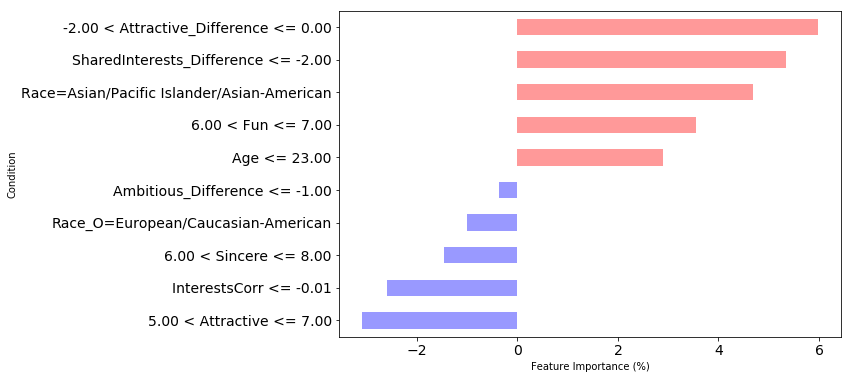 -2.00 < Attractive_Difference <= 0.00
SharedInterests_Difference <= -2.00
Race=Asian/Pacific Islander/Asian-American
6.00 < Fun <= 7.00
Age <= 23.00
Ambitious_Difference <= -1.00
Race_O=European/Caucasian-American
6.00 < Sincere <= 8.00
InterestsCorr <= -0.01
5.00 < Attractive <= 7.00
Condition
−2 0 2 4 6
Feature Importance (%)